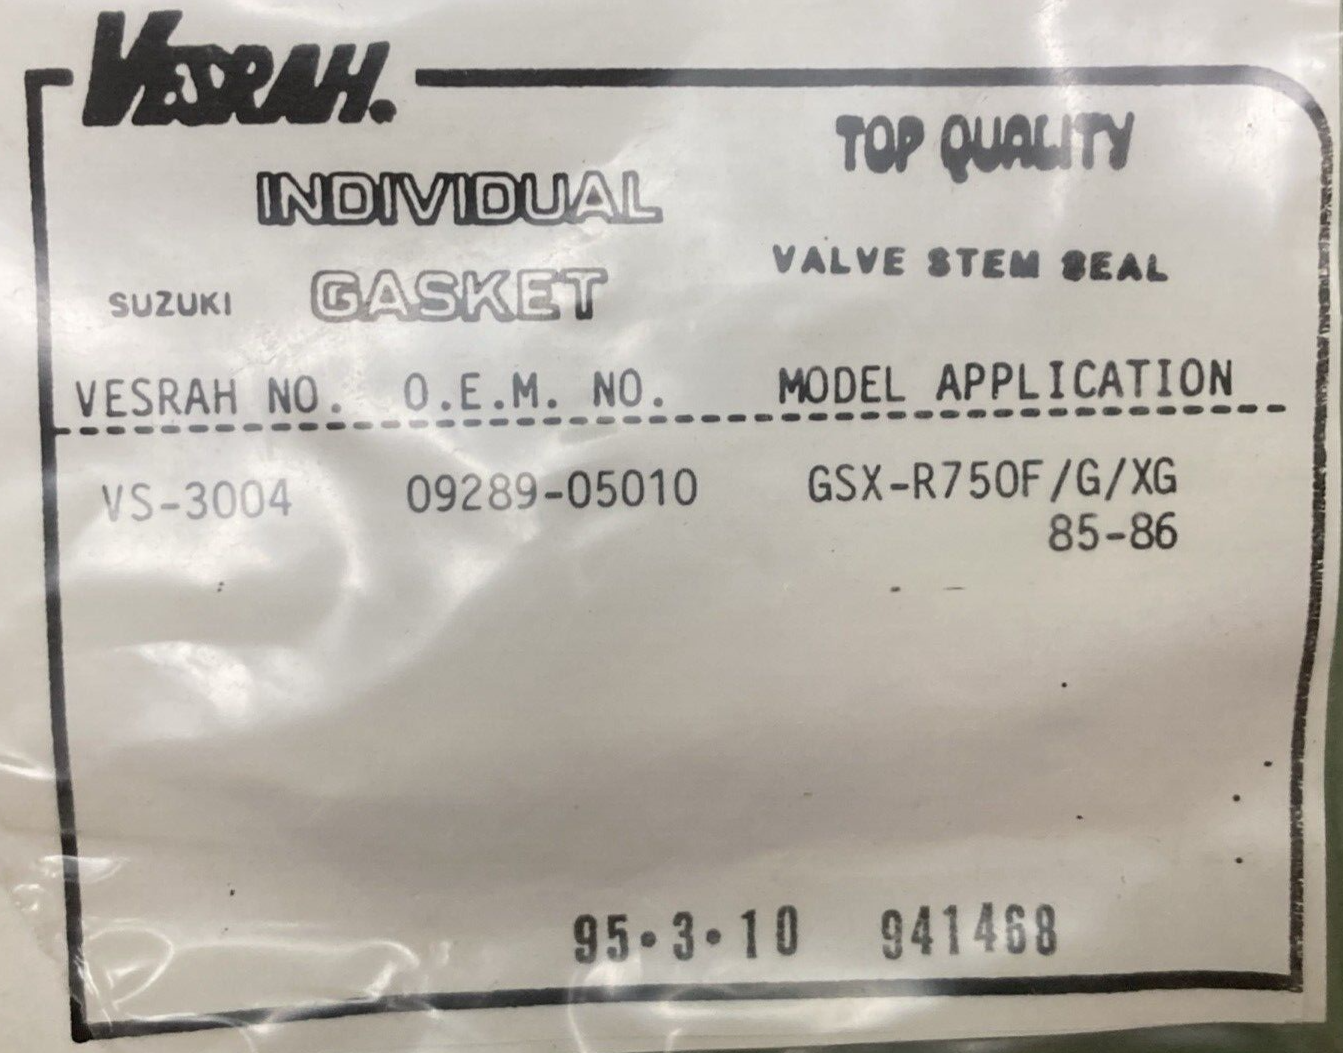 VESRAH.
TOP QUALITY
INDIVIDUAL
VALVE STEM SEAL
SUZUKI GASKET
VESRAH NO. O.E.M. NO. MODEL APPLICATION
VS-3004 09289-05010 GSX-R750F/G/XG
85-86
95·3·10 941468